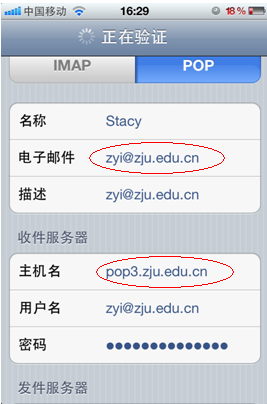 中国移动 16:29 18%
正在验证
IMAP POP
名称 Stacy
电子邮件 zyi@zju.edu.cn
描述 zyi@zju.edu.cn
收件服务器
主机名 pop3.zju.edu.cn
用户名 zyi@zju.edu.cn
密码 ●●●●●●●●●●●●●●
发件服务器